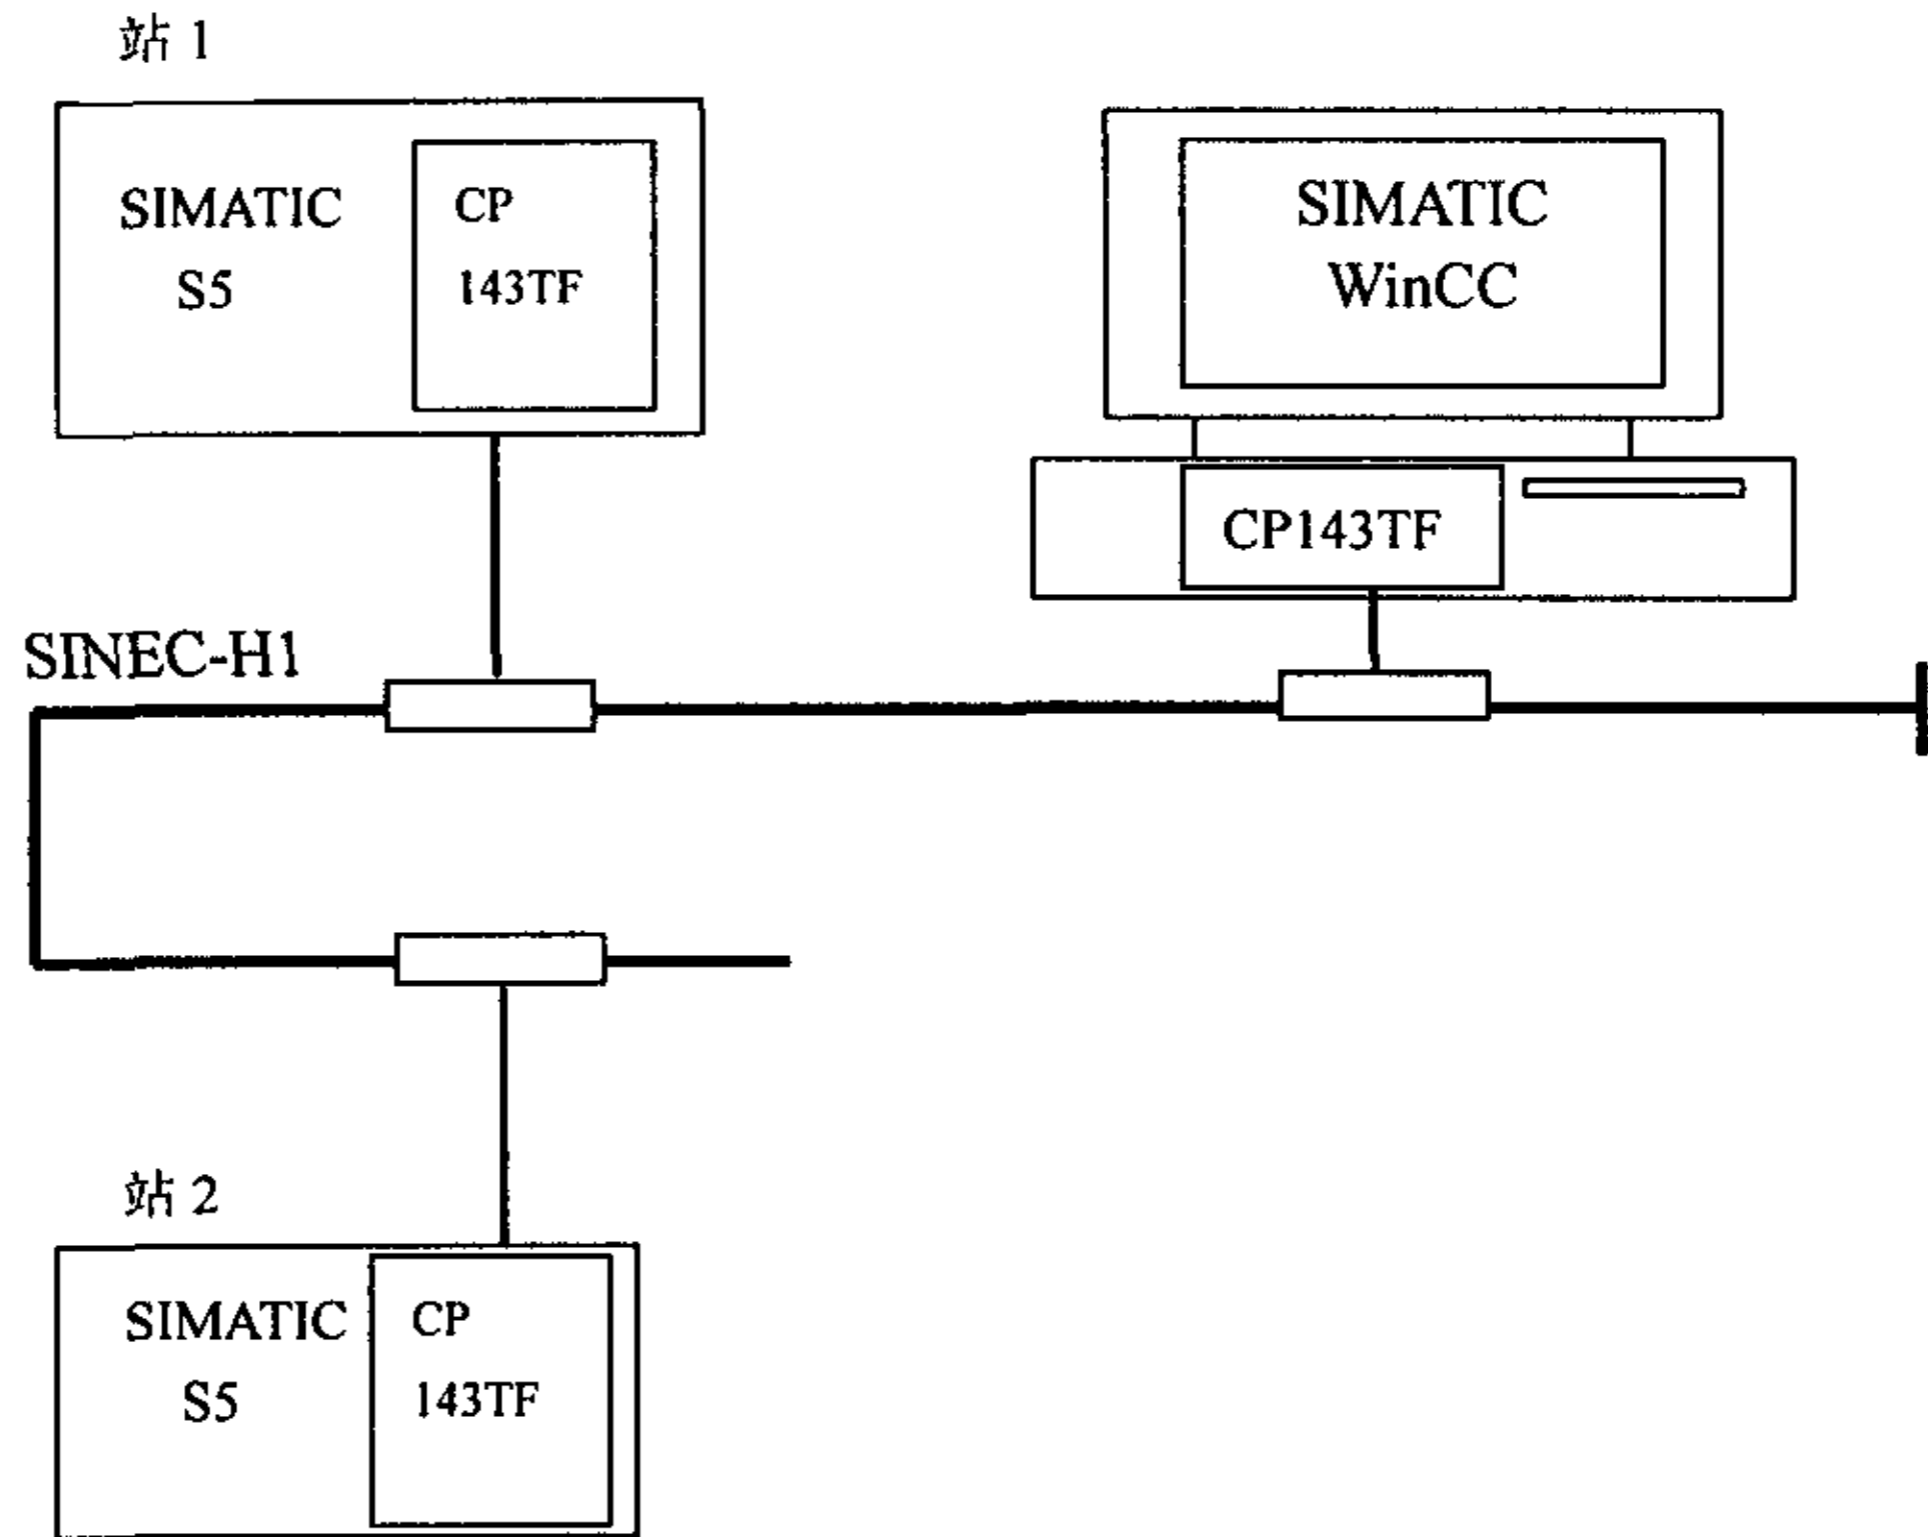 站 1
SIMATIC
S5
CP
143TF
SIMATIC
WinCC
CP143TF
SINEC-H1
站 2
SIMATIC
S5
CP
143TF